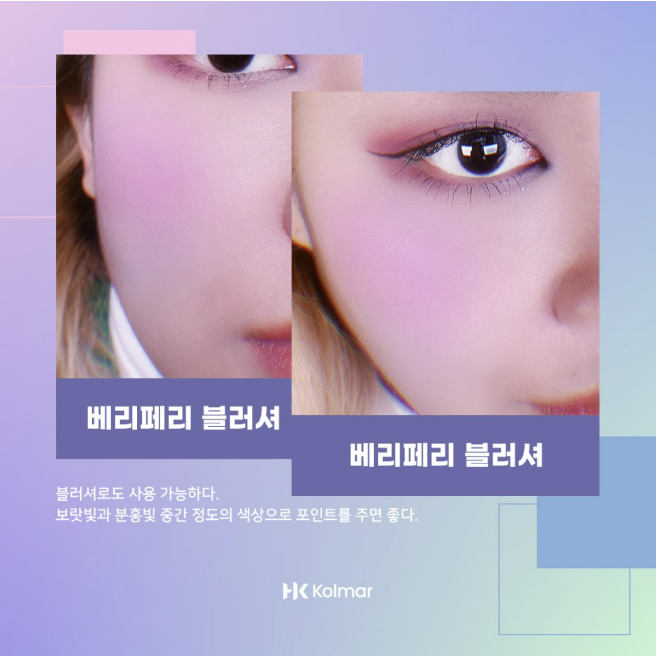 베리페리 블러셔
베리페리 블러셔
블러셔로도 사용 가능하다.
보랏빛과 분홍빛 중간 정도의 색상으로 포인트를 주면 좋다.
HK Kolmar